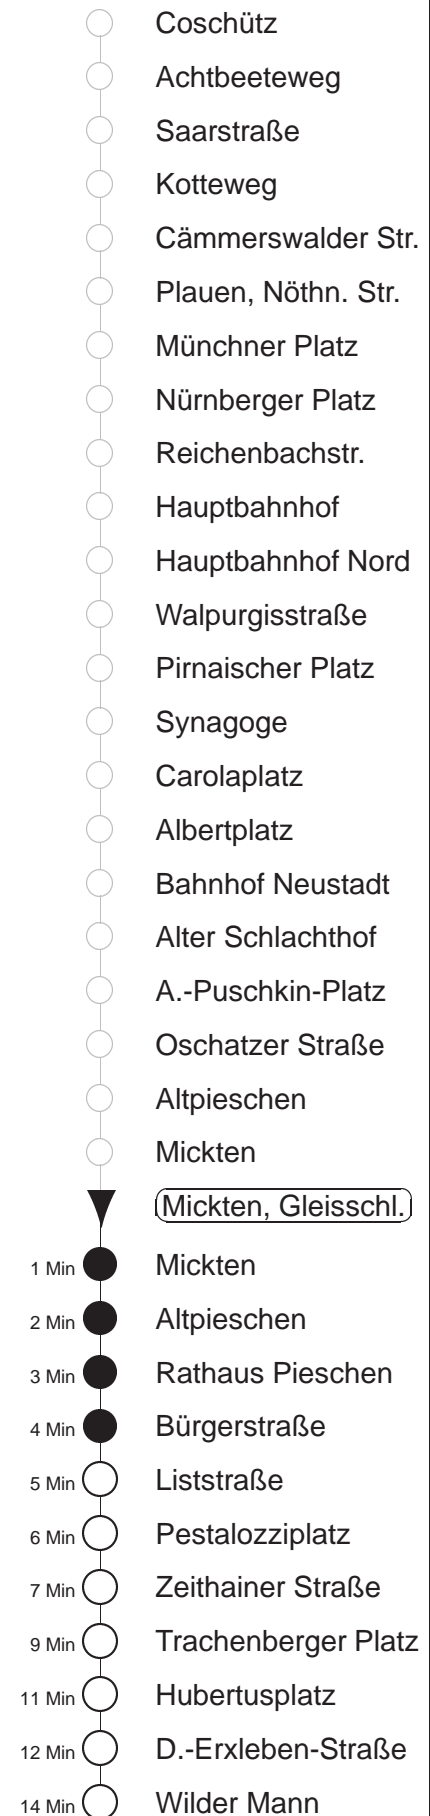 Coschütz
Achtbeeteweg
Saarstraße
Kotteweg
Cämmerswalder Str.
Plauen, Nöthn. Str.
Münchner Platz
Nürnberger Platz
Reichenbachstr.
Hauptbahnhof
Hauptbahnhof Nord
Walpurgisstraße
Pirnaischer Platz
Synagoge
Carolaplatz
Albertplatz
Bahnhof Neustadt
Alter Schlachthof
A.-Puschkin-Platz
Oschatzer Straße
Altpieschen
Mickten
Mickten, Gleisschl.
1 Min Mickten
2 Min Altpieschen
3 Min Rathaus Pieschen
4 Min Bürgerstraße
5 Min Liststraße
6 Min Pestalozziplatz
7 Min Zeithainer Straße
9 Min Trachenberger Platz
11 Min Hubertusplatz
12 Min D.-Erxleben-Straße
14 Min Wilder Mann